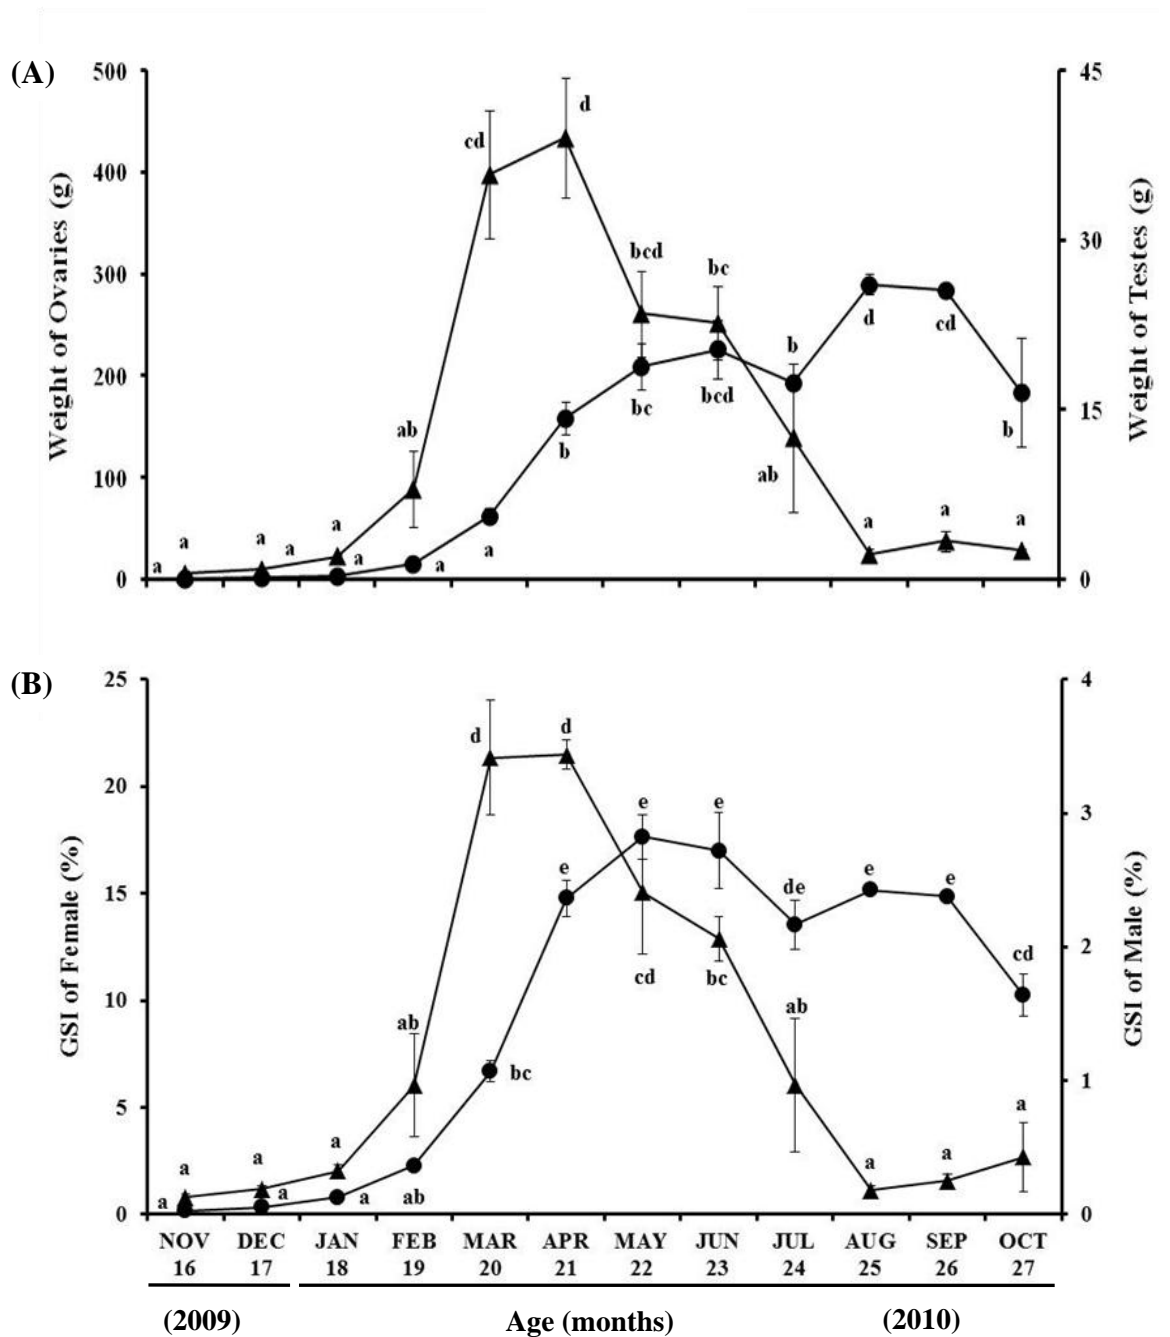 (A)
500
400
300
200
100
0
Weight of Ovaries (g)
45
30
15
0
Weight of Testes (g)
a a a a a a ab a cd a d b bcd bc bc bcd b ab d a cd a a b
(B)
25
20
15
10
5
0
GSI of Female (%)
4
3
2
1
0
GSI of Male (%)
a a a a a a ab ab d bc d e e cd e bc de ab e a e a cd a
NOV DEC JAN FEB MAR APR MAY JUN JUL AUG SEP OCT
16 17 18 19 20 21 22 23 24 25 26 27
(2009) Age (months) (2010)